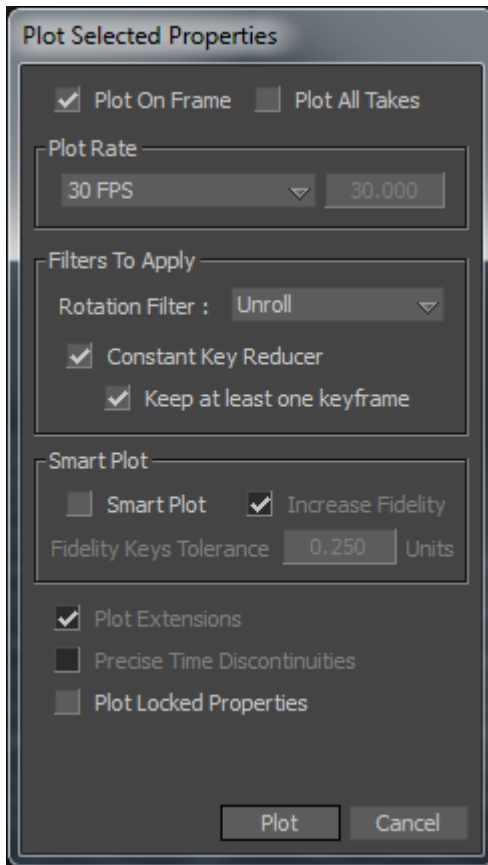 Plot Selected Properties
Plot On Frame Plot All Takes
Plot Rate
30 FPS 30.000
Filters To Apply
Rotation Filter : Unroll
Constant Key Reducer
Keep at least one keyframe
Smart Plot
Smart Plot Increase Fidelity
Fidelity Keys Tolerance 0.250 Units
Plot Extensions
Precise Time Discontinuities
Plot Locked Properties
Plot Cancel